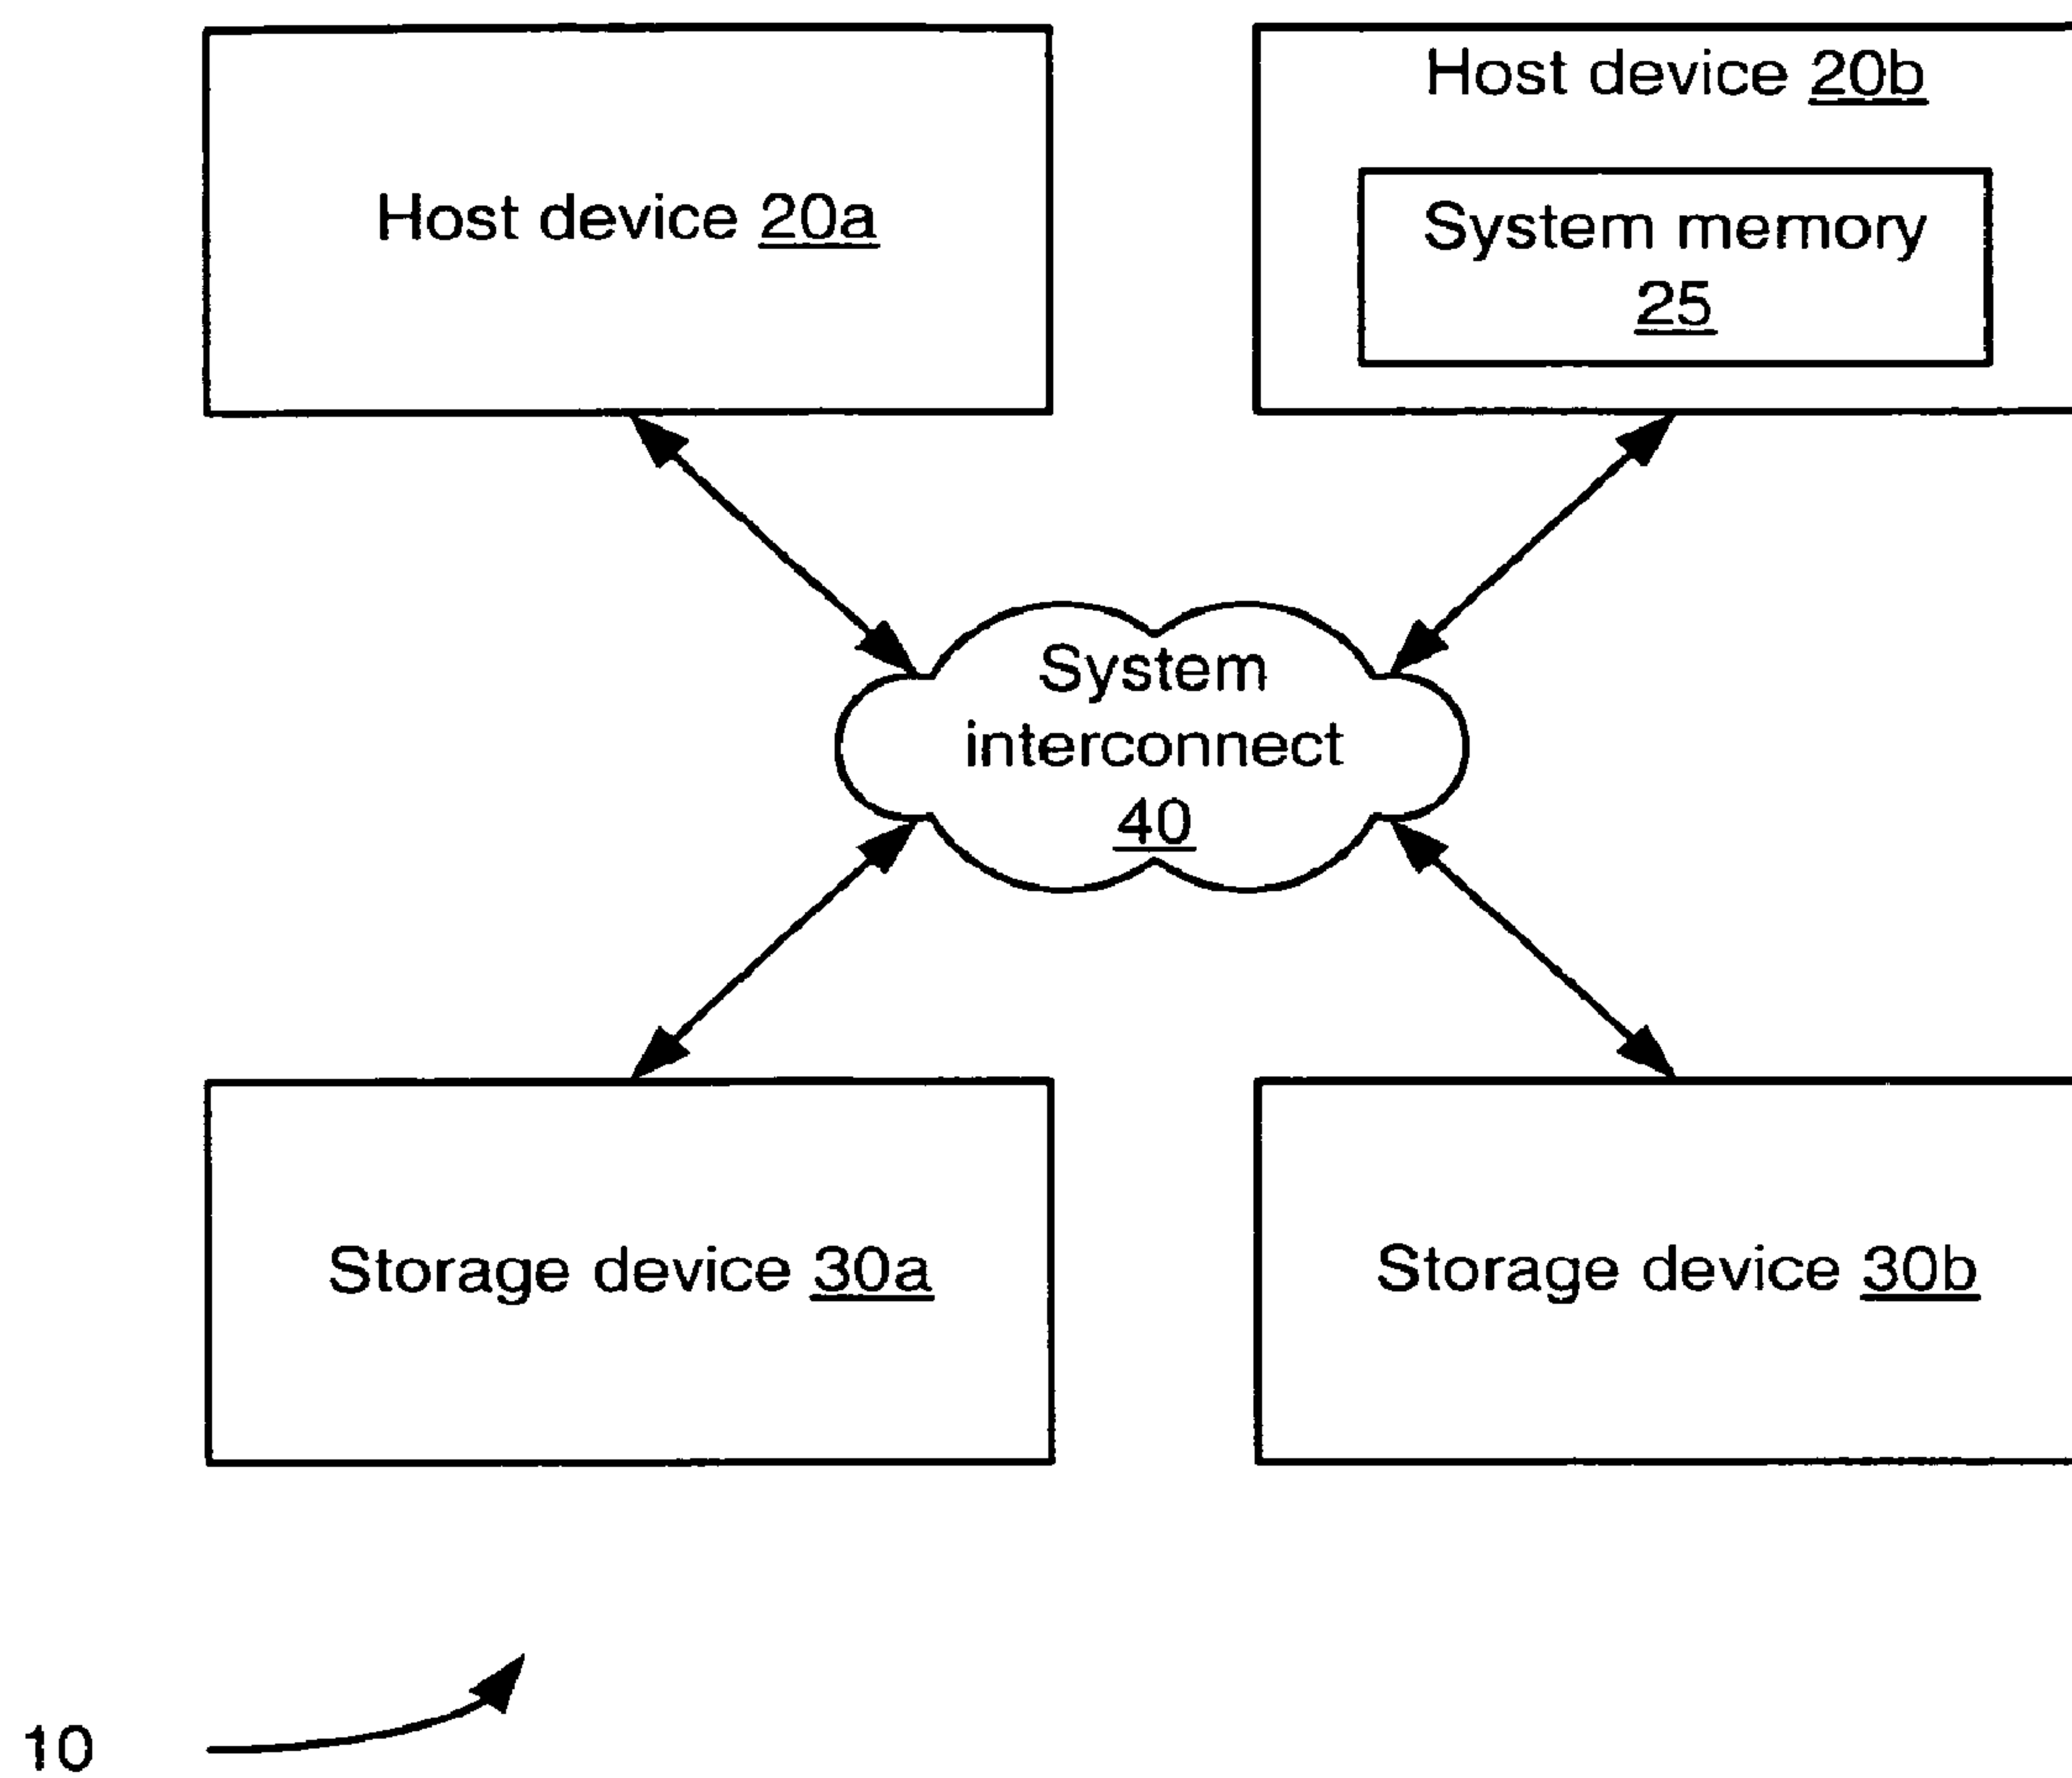 Host device 20a
Host device 20b
System memory
25
System
interconnect
40
Storage device 30a
Storage device 30b
10